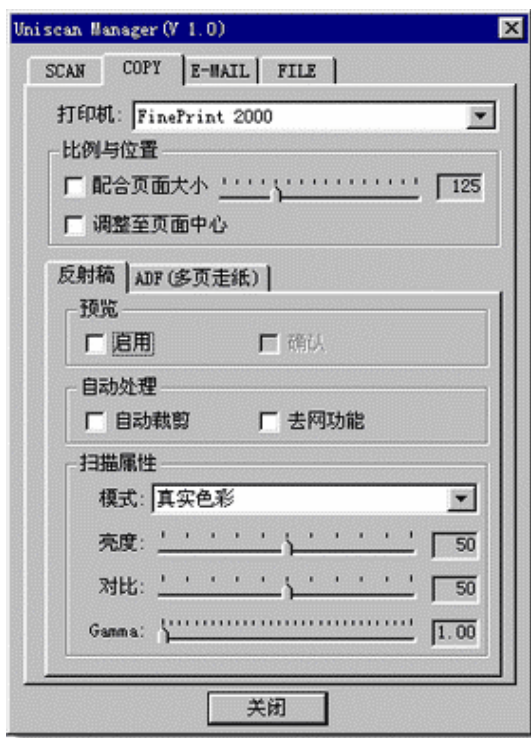 Uniscan Manager(V 1.0)
SCAN COPY E-MAIL FILE
打印机: FinePrint 2000
比例与位置
配合页面大小 125
调整至页面中心
反射稿 ADF(多页走纸)
预览
启用 确认
自动处理
自动裁剪 去网功能
扫描属性
模式: 真实色彩
亮度: 50
对比: 50
Gamma: 1.00
关闭